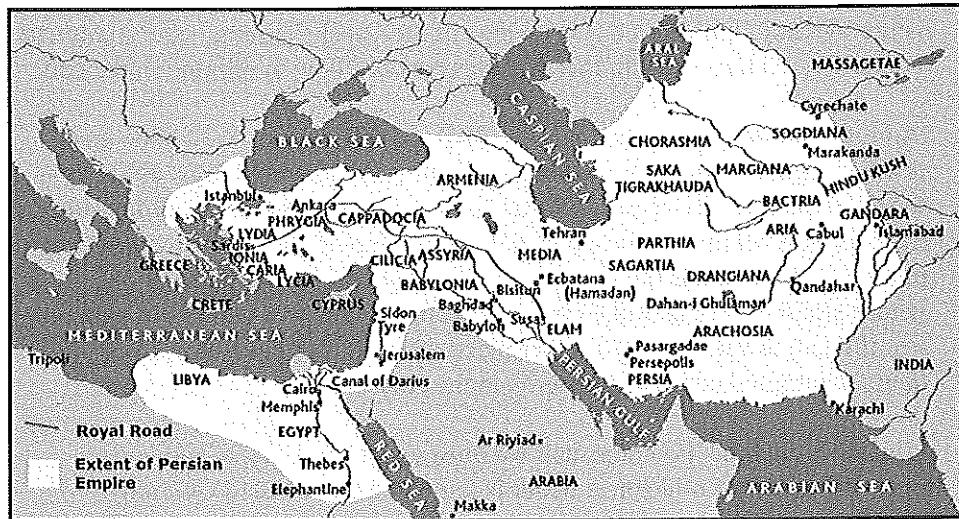 ARAL
SEA
MASSAGETAE
CASPIAN SEA
Cyrechate
BLACK SEA
CHORASMIA
SOGDIANA
Marakanda
SAKA
TIGRAKHAUDA
MARGIANA
HINDU KUSH
ARMENIA
Istanbul
Ankara
PHRYGIA
CAPPADOCIA
BACTRIA
GANDARA
Islamabad
LYDIA
Sardis
IONIA
CARIA
LYCIA
GREECE
CILICIA
ASSYRIA
MEDIA
Tehran
PARTHIA
ARIA
Cabul
SAGARTIA
DRANGIANA
Qandahar
CRETE
CYPRUS
BABYLONIA
Bisitun
Ecbatana
(Hamadan)
Dahan-i Ghulaman
MEDITERRANEAN SEA
Sidon
Tyre
Baghdad
Babylon
Susa
ELAM
ARACHOSIA
Tripoli
Jerusalem
Pasargadae
Persepolis
PERSIA
INDIA
LIBYA
Cairo
Canal of Darius
Memphis
PERSIAN GULF
Karachi
Royal Road
EGYPT
RED SEA
Ar Riyiad
Extent of Persian
Empire
Thebes
Elephantine
ARABIA
ARABIAN SEA
Makka